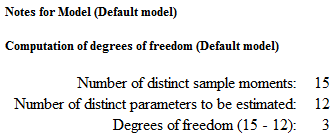 Notes for Model (Default model)
Computation of degrees of freedom (Default model)
Number of distinct sample moments: 15
Number of distinct parameters to be estimated: 12
Degrees of freedom (15 - 12): 3